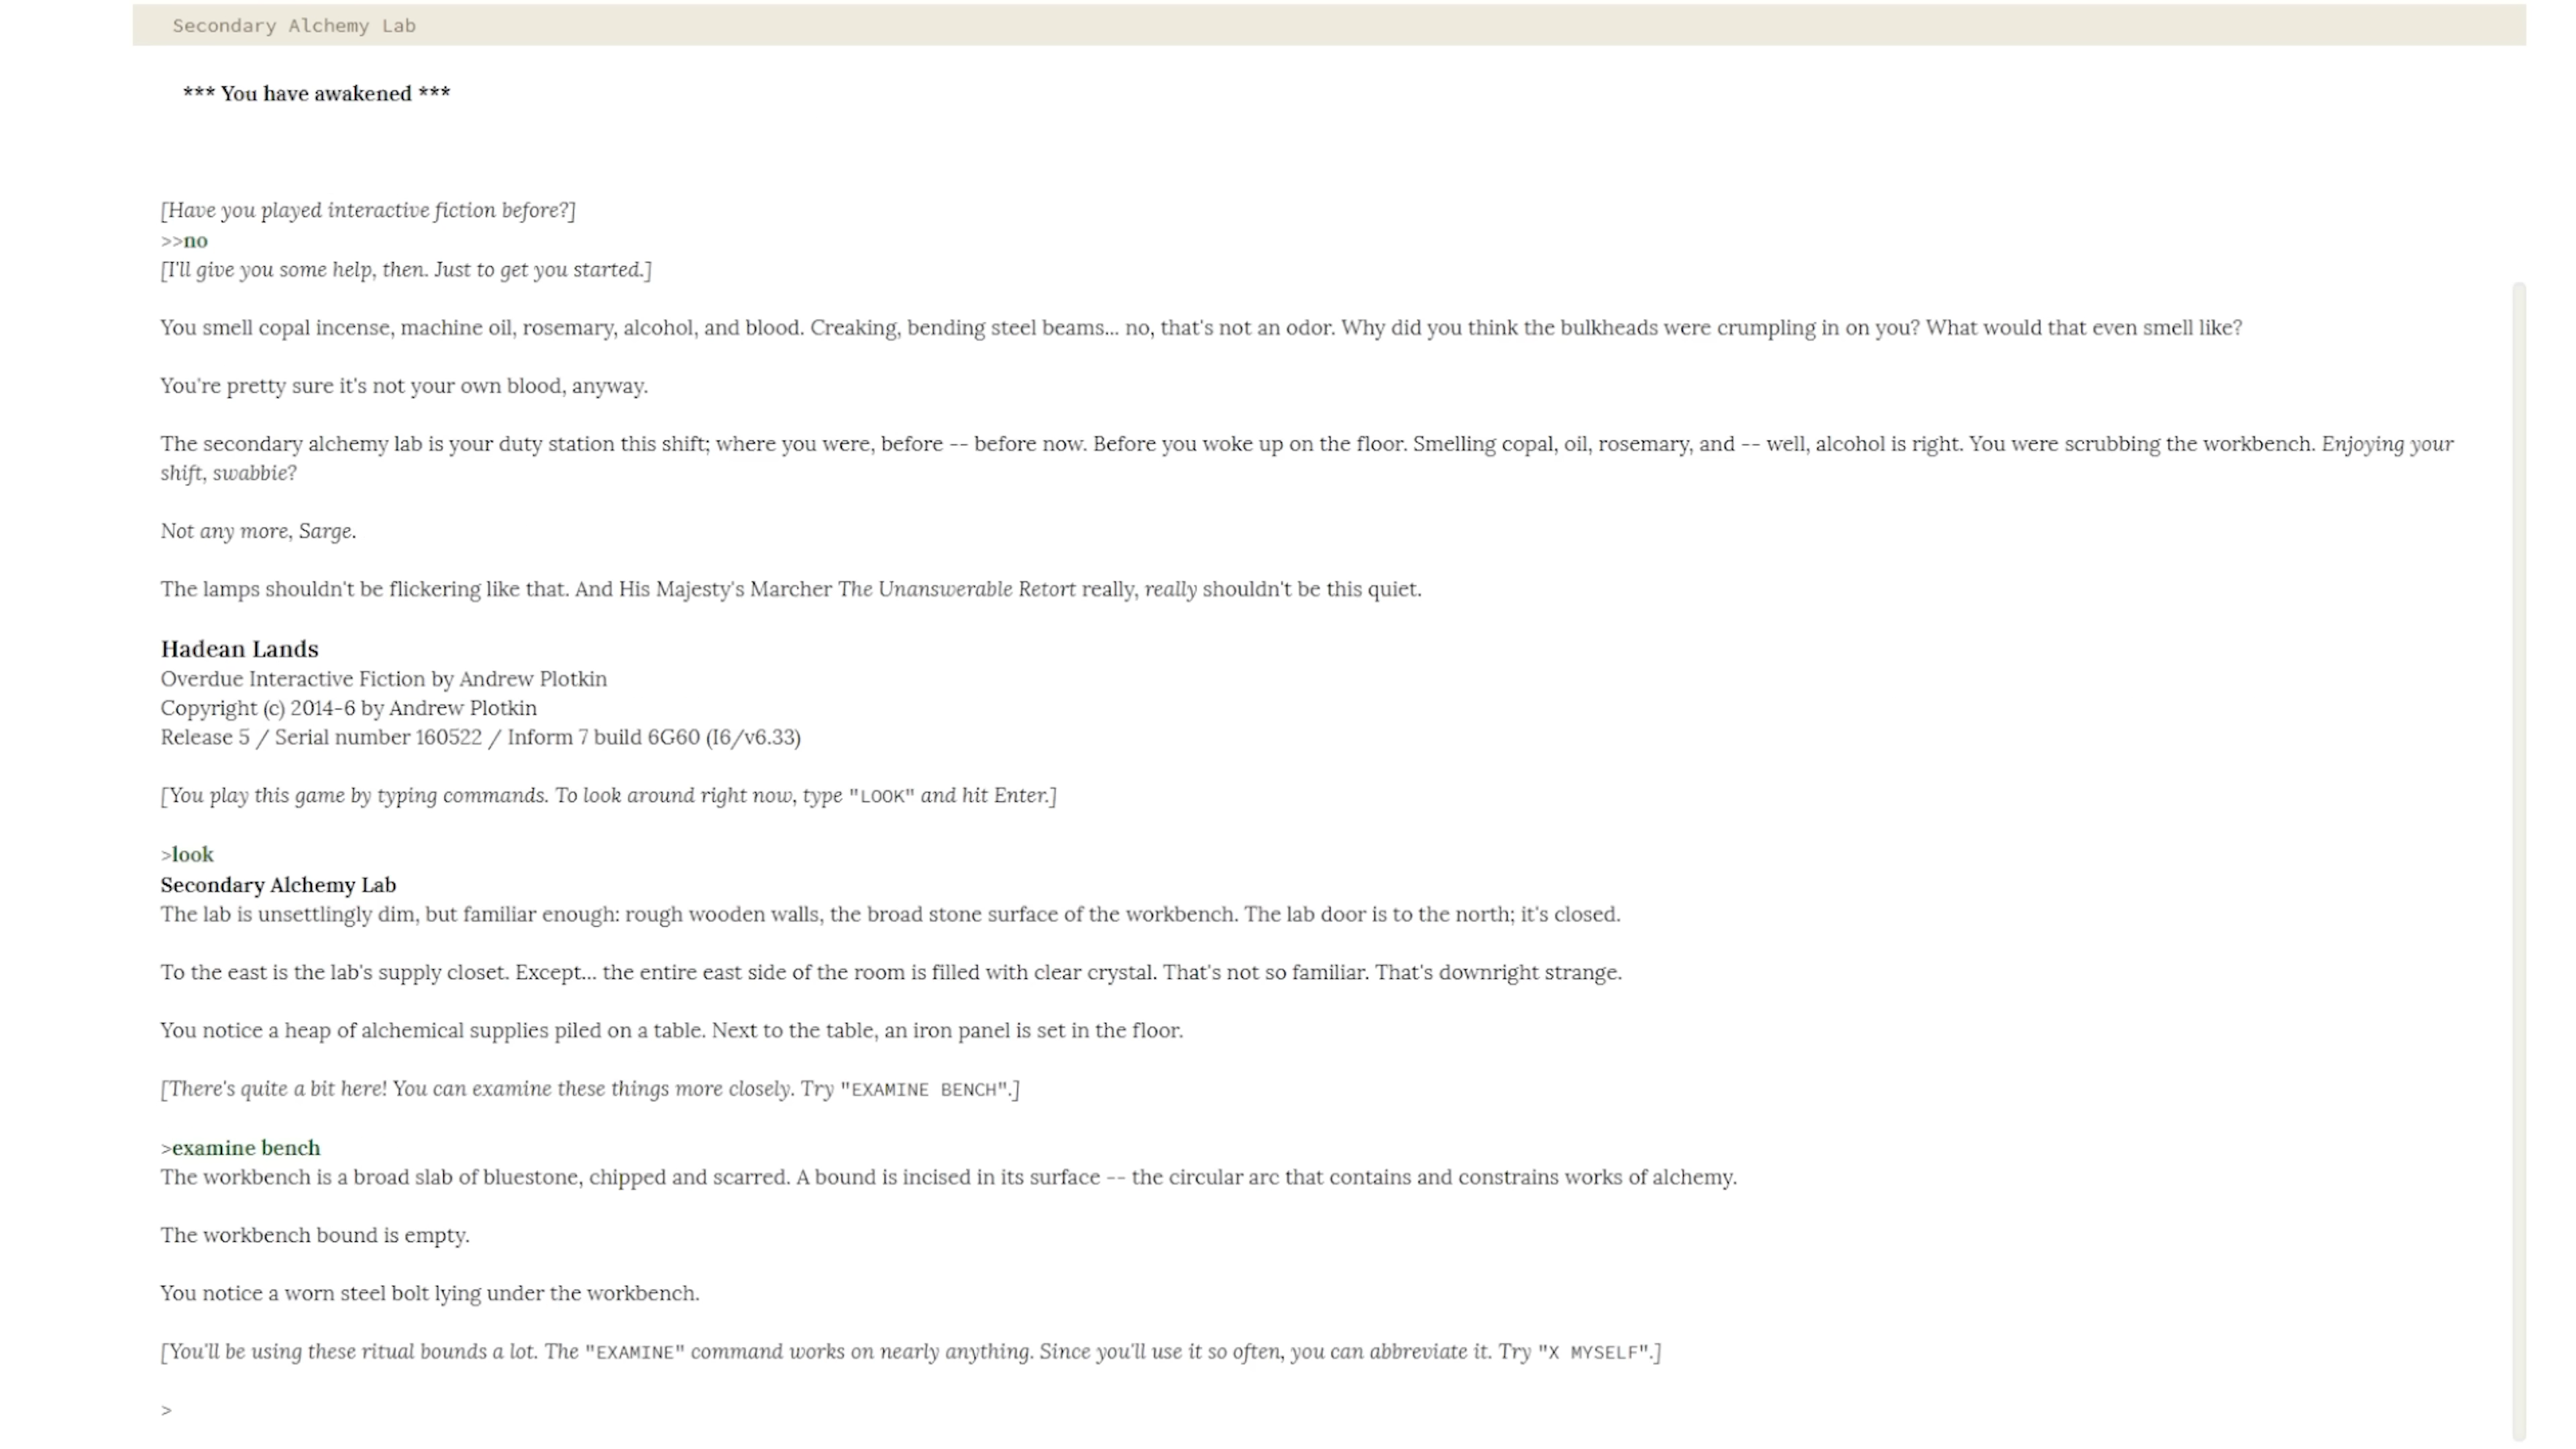 Secondary Alchemy Lab
*** You have awakened ***
[Have you played interactive fiction before?]
>>no
[I'll give you some help, then. Just to get you started.]
You smell copal incense, machine oil, rosemary, alcohol, and blood. Creaking, bending steel beams... no, that's not an odor. Why did you think the bulkheads were crumpling in on you? What would that even smell like?
You're pretty sure it's not your own blood, anyway.
The secondary alchemy lab is your duty station this shift; where you were, before -- before now. Before you woke up on the floor. Smelling copal, oil, rosemary, and -- well, alcohol is right. You were scrubbing the workbench. Enjoying your
shift, swabbie?
Not any more, Sarge.
The lamps shouldn't be flickering like that. And His Majesty's Marcher The Unanswerable Retort really, really shouldn't be this quiet.
Hadean Lands
Overdue Interactive Fiction by Andrew Plotkin
Copyright (c) 2014-6 by Andrew Plotkin
Release 5 / Serial number 160522 / Inform 7 build 6G60 (I6/v6.33)
[You play this game by typing commands. To look around right now, type "LOOK" and hit Enter.]
>look
Secondary Alchemy Lab
The lab is unsettlingly dim, but familiar enough: rough wooden walls, the broad stone surface of the workbench. The lab door is to the north; it's closed.
To the east is the lab's supply closet. Except... the entire east side of the room is filled with clear crystal. That's not so familiar. That's downright strange.
You notice a heap of alchemical supplies piled on a table. Next to the table, an iron panel is set in the floor.
[There's quite a bit here! You can examine these things more closely. Try "EXAMINE BENCH".]
>examine bench
The workbench is a broad slab of bluestone, chipped and scarred. A bound is incised in its surface -- the circular arc that contains and constrains works of alchemy.
The workbench bound is empty.
You notice a worn steel bolt lying under the workbench.
[You'll be using these ritual bounds a lot. The "EXAMINE" command works on nearly anything. Since you'll use it so often, you can abbreviate it. Try "X MYSELF".]
>